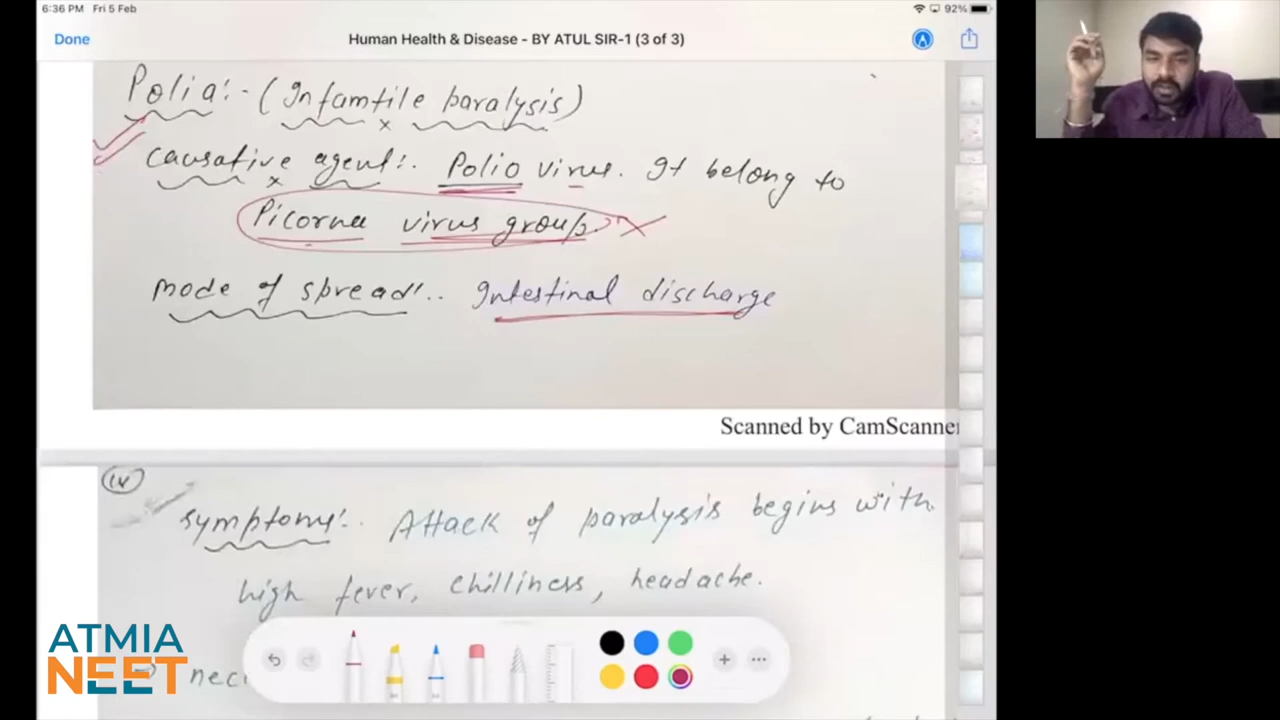 6:36 PM Fri 5 Feb
92%
Done
Human Health & Disease - BY ATUL SIR-1 (3 of 3)
Polio:- (Infamtile paralysis)
causative agent:. Polio virus. It belong to
Picorna virus group.
mode of spread:. Intestinal discharge
Scanned by CamScanner
iv
symptoms:. Attack of paralysis begins with
high fever, chilliness, headache.
ATMIA
NEET